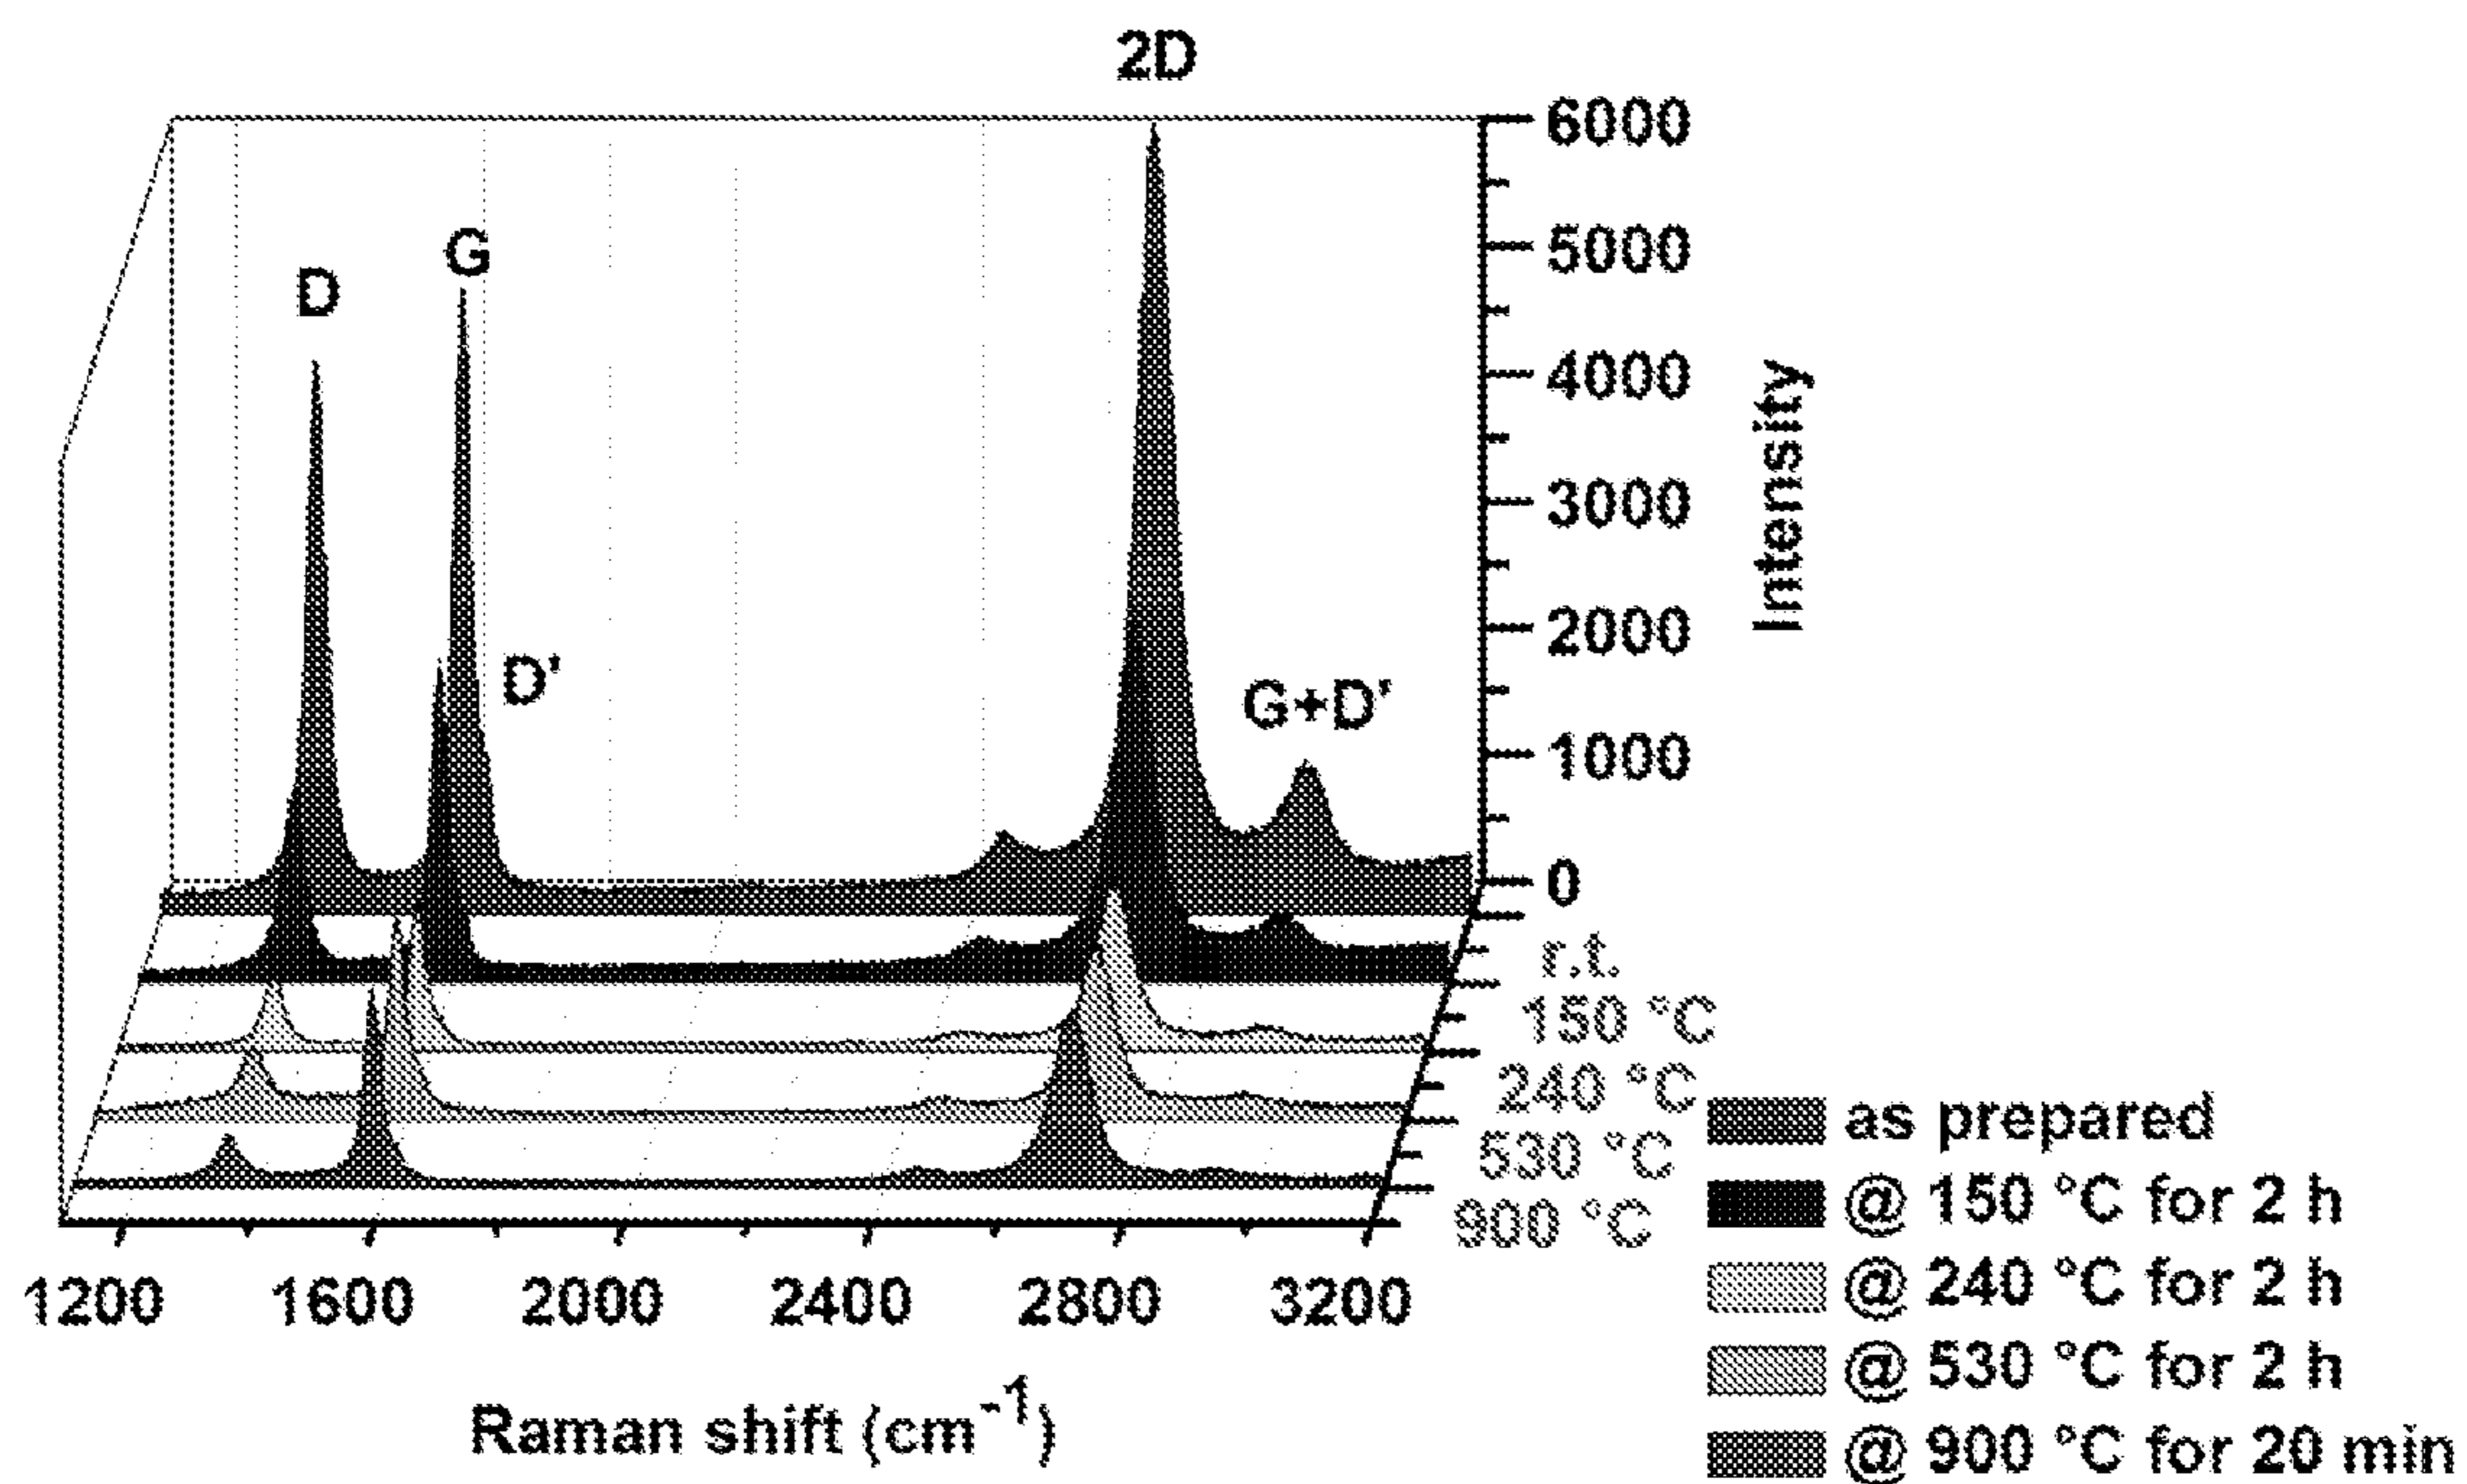 2D
6000
5000
4000
3000
2000
1000
0
Intensity
G
D
D'
G+D'
r.t.
150 °C
240 °C
530 °C
900 °C
1200 1600 2000 2400 2800 3200
Raman shift (cm⁻¹)
as prepared
@ 150 °C for 2 h
@ 240 °C for 2 h
@ 530 °C for 2 h
@ 900 °C for 20 min